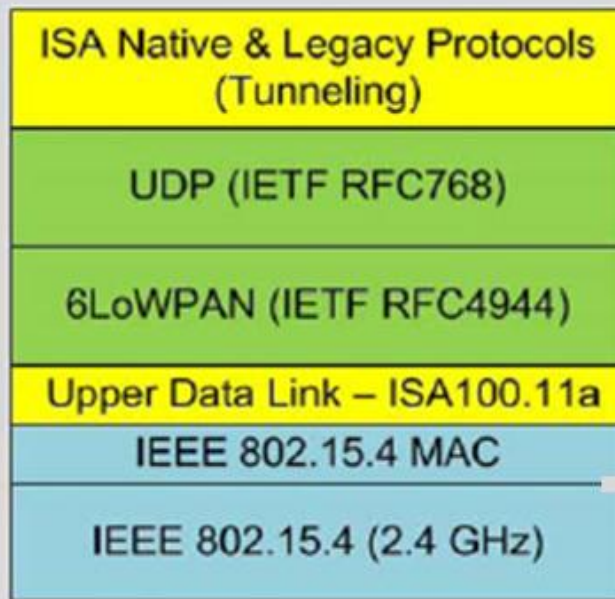 ISA Native & Legacy Protocols
(Tunneling)
UDP (IETF RFC768)
6LoWPAN (IETF RFC4944)
Upper Data Link – ISA100.11a
IEEE 802.15.4 MAC
IEEE 802.15.4 (2.4 GHz)